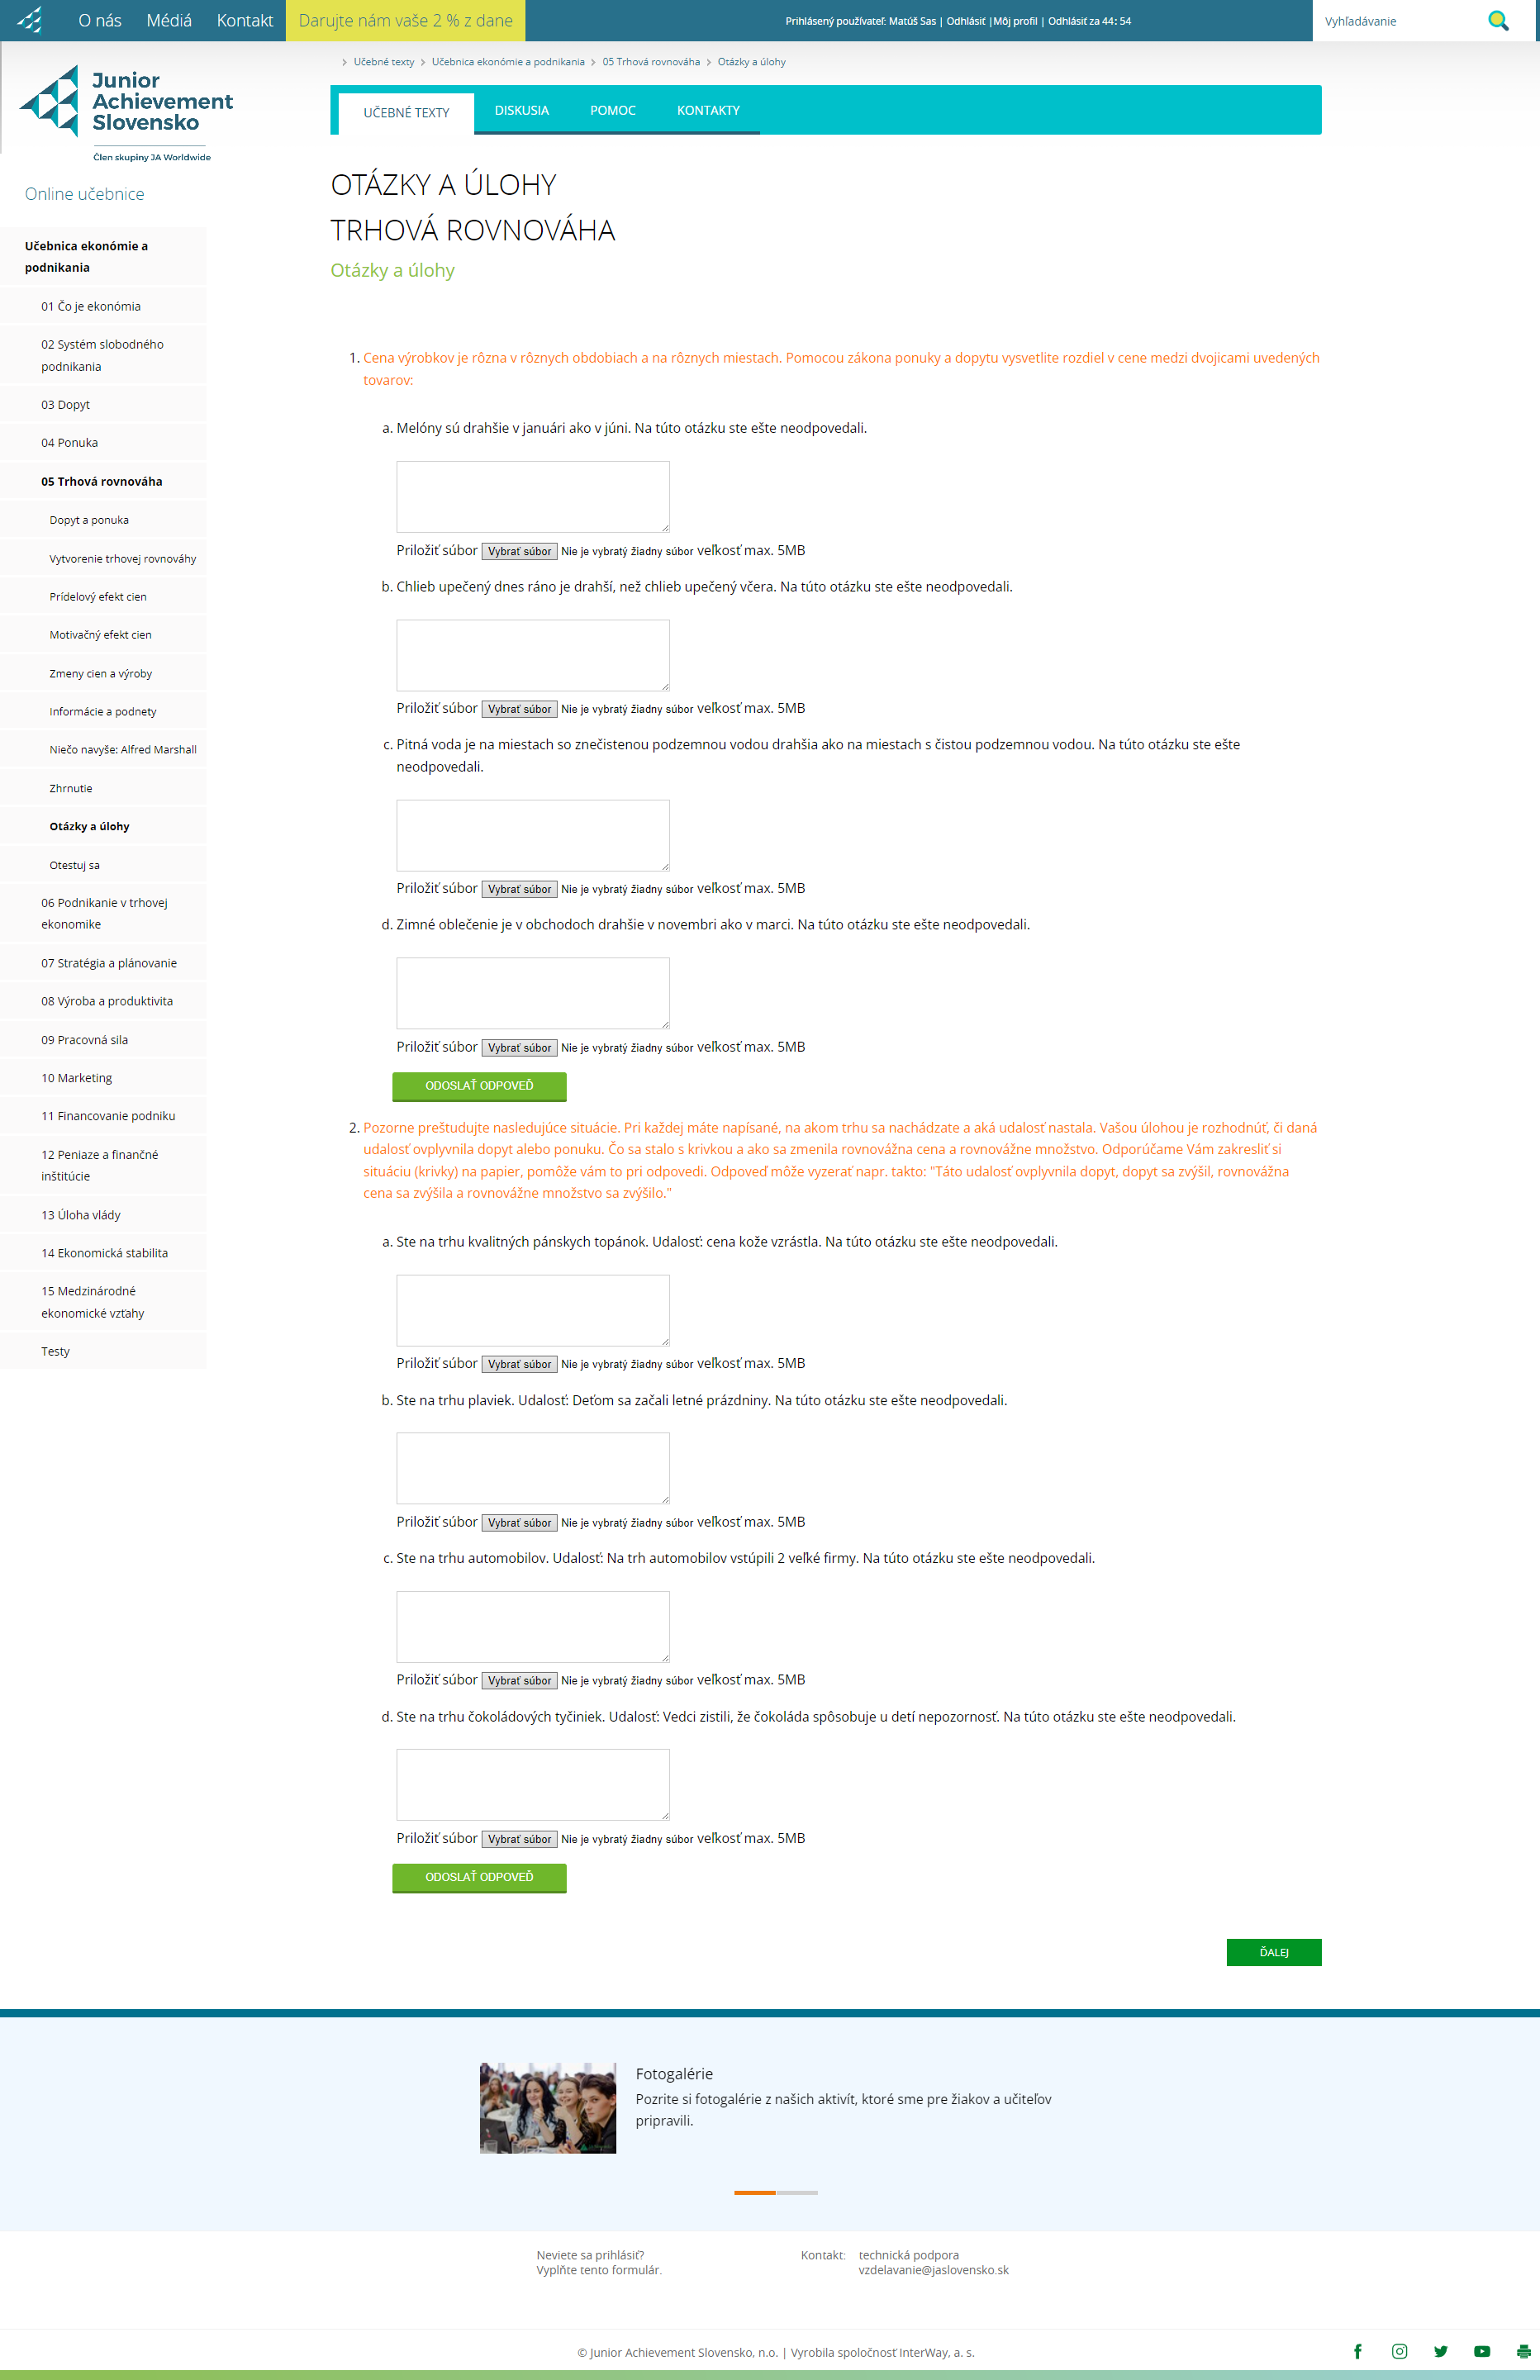 O nás Médiá Kontakt Darujte nám vaše 2 % z dane Prihlásený používateľ: Matúš Sas | Odhlásiť |Môj profil | Odhlásiť za 44: 54 Vyhľadávanie
Učebné texty Učebnica ekonómie a podnikania 05 Trhová rovnováha Otázky a úlohy
Junior
Achievement
Slovensko
Člen skupiny JA Worldwide
UČEBNÉ TEXTY DISKUSIA POMOC KONTAKTY
Online učebnice
Učebnica ekonómie a
podnikania
01 Čo je ekonómia
02 Systém slobodného
podnikania
03 Dopyt
04 Ponuka
05 Trhová rovnováha
Dopyt a ponuka
Vytvorenie trhovej rovnováhy
Prídelový efekt cien
Motivačný efekt cien
Zmeny cien a výroby
Informácie a podnety
Niečo navyše: Alfred Marshall
Zhrnutie
Otázky a úlohy
Otestuj sa
06 Podnikanie v trhovej
ekonomike
07 Stratégia a plánovanie
08 Výroba a produktivita
09 Pracovná sila
10 Marketing
11 Financovanie podniku
12 Peniaze a finančné
inštitúcie
13 Úloha vlády
14 Ekonomická stabilita
15 Medzinárodné
ekonomické vzťahy
Testy
OTÁZKY A ÚLOHY
TRHOVÁ ROVNOVÁHA
Otázky a úlohy
1. Cena výrobkov je rôzna v rôznych obdobiach a na rôznych miestach. Pomocou zákona ponuky a dopytu vysvetlite rozdiel v cene medzi dvojicami uvedených
tovarov:
a. Melóny sú drahšie v januári ako v júni. Na túto otázku ste ešte neodpovedali.
Priložiť súbor Vybrať súbor Nie je vybratý žiadny súbor veľkosť max. 5MB
b. Chlieb upečený dnes ráno je drahší, než chlieb upečený včera. Na túto otázku ste ešte neodpovedali.
Priložiť súbor Vybrať súbor Nie je vybratý žiadny súbor veľkosť max. 5MB
c. Pitná voda je na miestach so znečistenou podzemnou vodou drahšia ako na miestach s čistou podzemnou vodou. Na túto otázku ste ešte
neodpovedali.
Priložiť súbor Vybrať súbor Nie je vybratý žiadny súbor veľkosť max. 5MB
d. Zimné oblečenie je v obchodoch drahšie v novembri ako v marci. Na túto otázku ste ešte neodpovedali.
Priložiť súbor Vybrať súbor Nie je vybratý žiadny súbor veľkosť max. 5MB
ODOSLAŤ ODPOVEĎ
2. Pozorne preštudujte nasledujúce situácie. Pri každej máte napísané, na akom trhu sa nachádzate a aká udalosť nastala. Vašou úlohou je rozhodnúť, či daná
udalosť ovplyvnila dopyt alebo ponuku. Čo sa stalo s krivkou a ako sa zmenila rovnovážna cena a rovnovážne množstvo. Odporúčame Vám zakresliť si
situáciu (krivky) na papier, pomôže vám to pri odpovedi. Odpoveď môže vyzerať napr. takto: "Táto udalosť ovplyvnila dopyt, dopyt sa zvýšil, rovnovážna
cena sa zvýšila a rovnovážne množstvo sa zvýšilo."
a. Ste na trhu kvalitných pánskych topánok. Udalosť: cena kože vzrástla. Na túto otázku ste ešte neodpovedali.
Priložiť súbor Vybrať súbor Nie je vybratý žiadny súbor veľkosť max. 5MB
b. Ste na trhu plaviek. Udalosť: Deťom sa začali letné prázdniny. Na túto otázku ste ešte neodpovedali.
Priložiť súbor Vybrať súbor Nie je vybratý žiadny súbor veľkosť max. 5MB
c. Ste na trhu automobilov. Udalosť: Na trh automobilov vstúpili 2 veľké firmy. Na túto otázku ste ešte neodpovedali.
Priložiť súbor Vybrať súbor Nie je vybratý žiadny súbor veľkosť max. 5MB
d. Ste na trhu čokoládových tyčiniek. Udalosť: Vedci zistili, že čokoláda spôsobuje u detí nepozornosť. Na túto otázku ste ešte neodpovedali.
Priložiť súbor Vybrať súbor Nie je vybratý žiadny súbor veľkosť max. 5MB
ODOSLAŤ ODPOVEĎ
ĎALEJ
Fotogalérie
Pozrite si fotogalérie z našich aktivít, ktoré sme pre žiakov a učiteľov
pripravili.
Neviete sa prihlásiť? Kontakt: technická podpora
Vyplňte tento formulár. vzdelavanie@jaslovensko.sk
© Junior Achievement Slovensko, n.o. | Vyrobila spoločnosť InterWay, a. s.